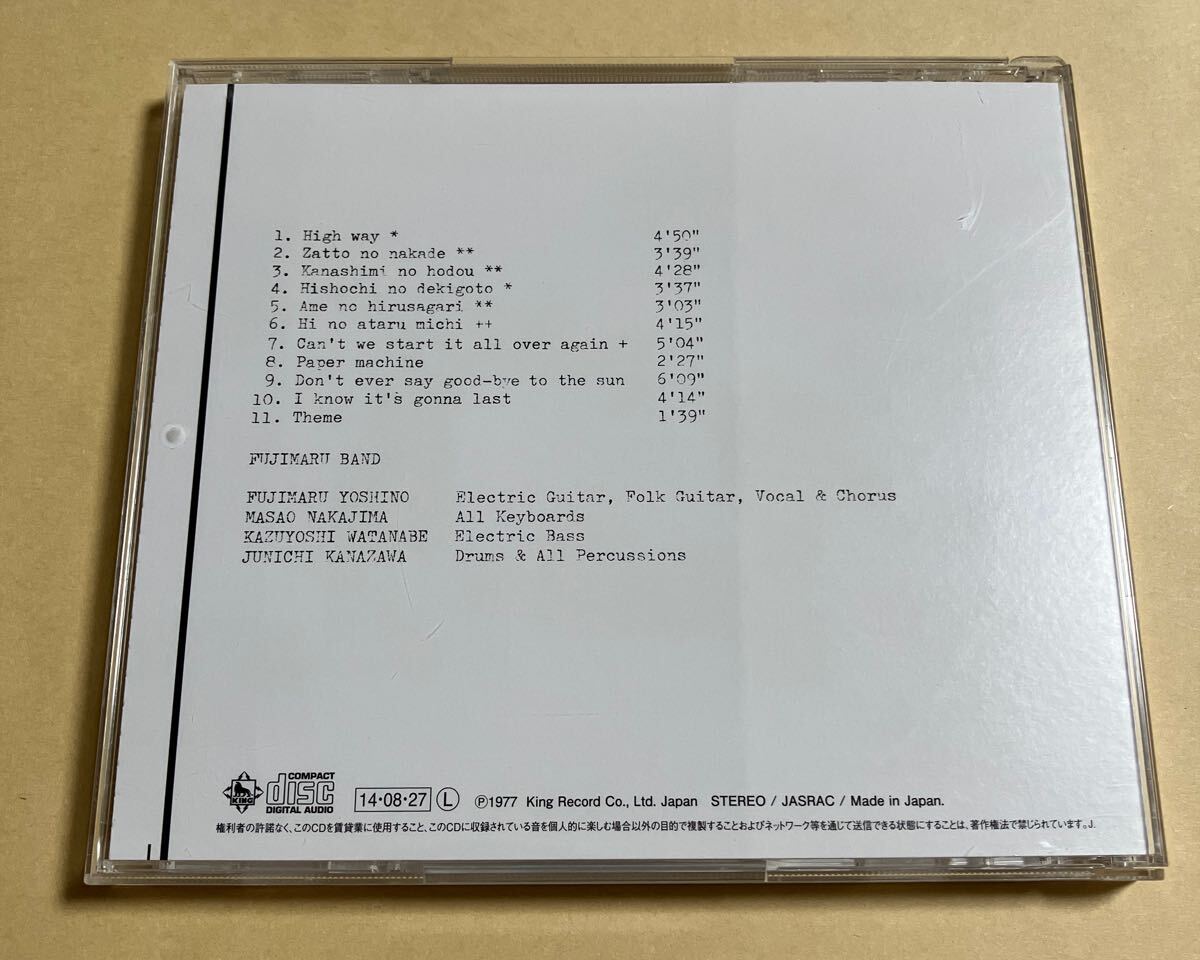 1. High way * 4'50"
2. Zatto no nakade ** 3'39"
3. Kanashimi no hodou ** 4'28"
4. Hishochi no dekigoto * 3'37"
5. Ame no hirusagari ** 3'03"
6. Hi no ataru michi ++ 4'15"
7. Can't we start it all over again + 5'04"
8. Paper machine 2'27"
9. Don't ever say good-bye to the sun 6'09"
10. I know it's gonna last 4'14"
11. Theme 1'39"
FUJIMARU BAND
FUJIMARU YOSHINO Electric Guitar, Folk Guitar, Vocal & Chorus
MASAO NAKAJIMA All Keyboards
KAZUYOSHI WATANABE Electric Bass
JUNICHI KANAZAWA Drums & All Percussions
KING COMPACT disc DIGITAL AUDIO 14・08・27 Ⓛ ℗1977 King Record Co., Ltd. Japan STEREO / JASRAC / Made in Japan.
権利者の許諾なく、このCDを賃貸業に使用すること、このCDに収録されている音を個人的に楽しむ場合以外の目的で複製することおよびネットワーク等を通じて送信できる状態にすることは、著作権法で禁じられています。J.